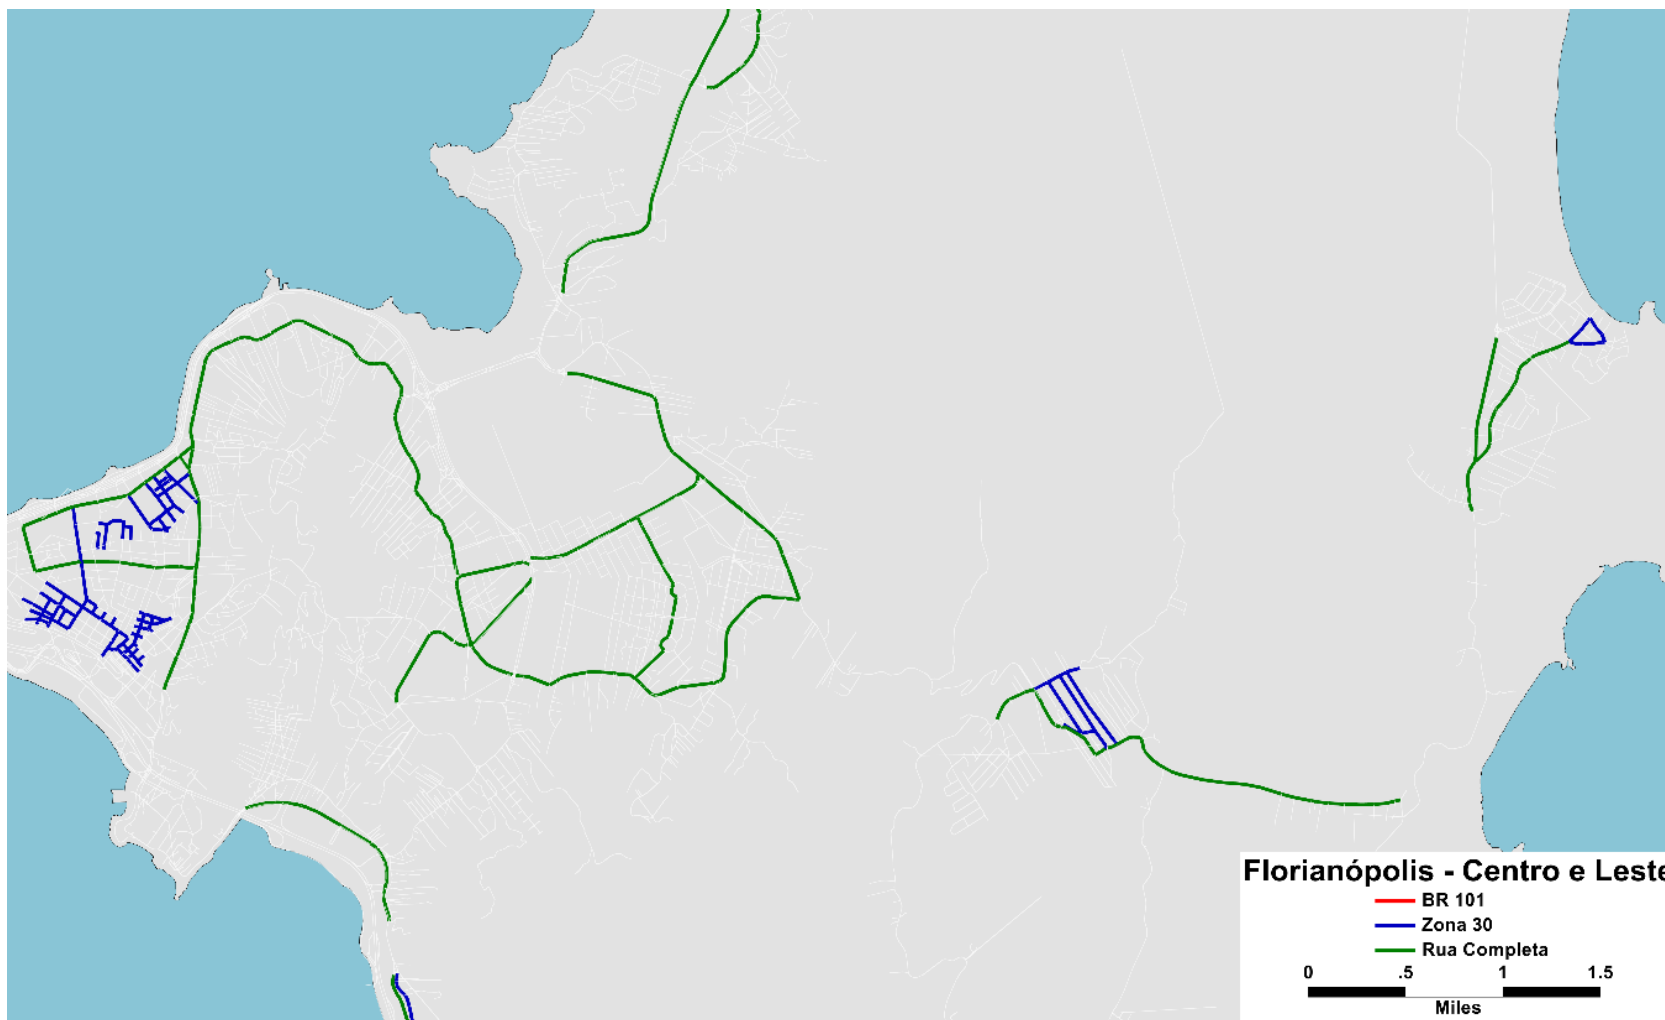 Florianópolis - Centro e Leste
BR 101
Zona 30
Rua Completa
0 .5 1 1.5
Miles